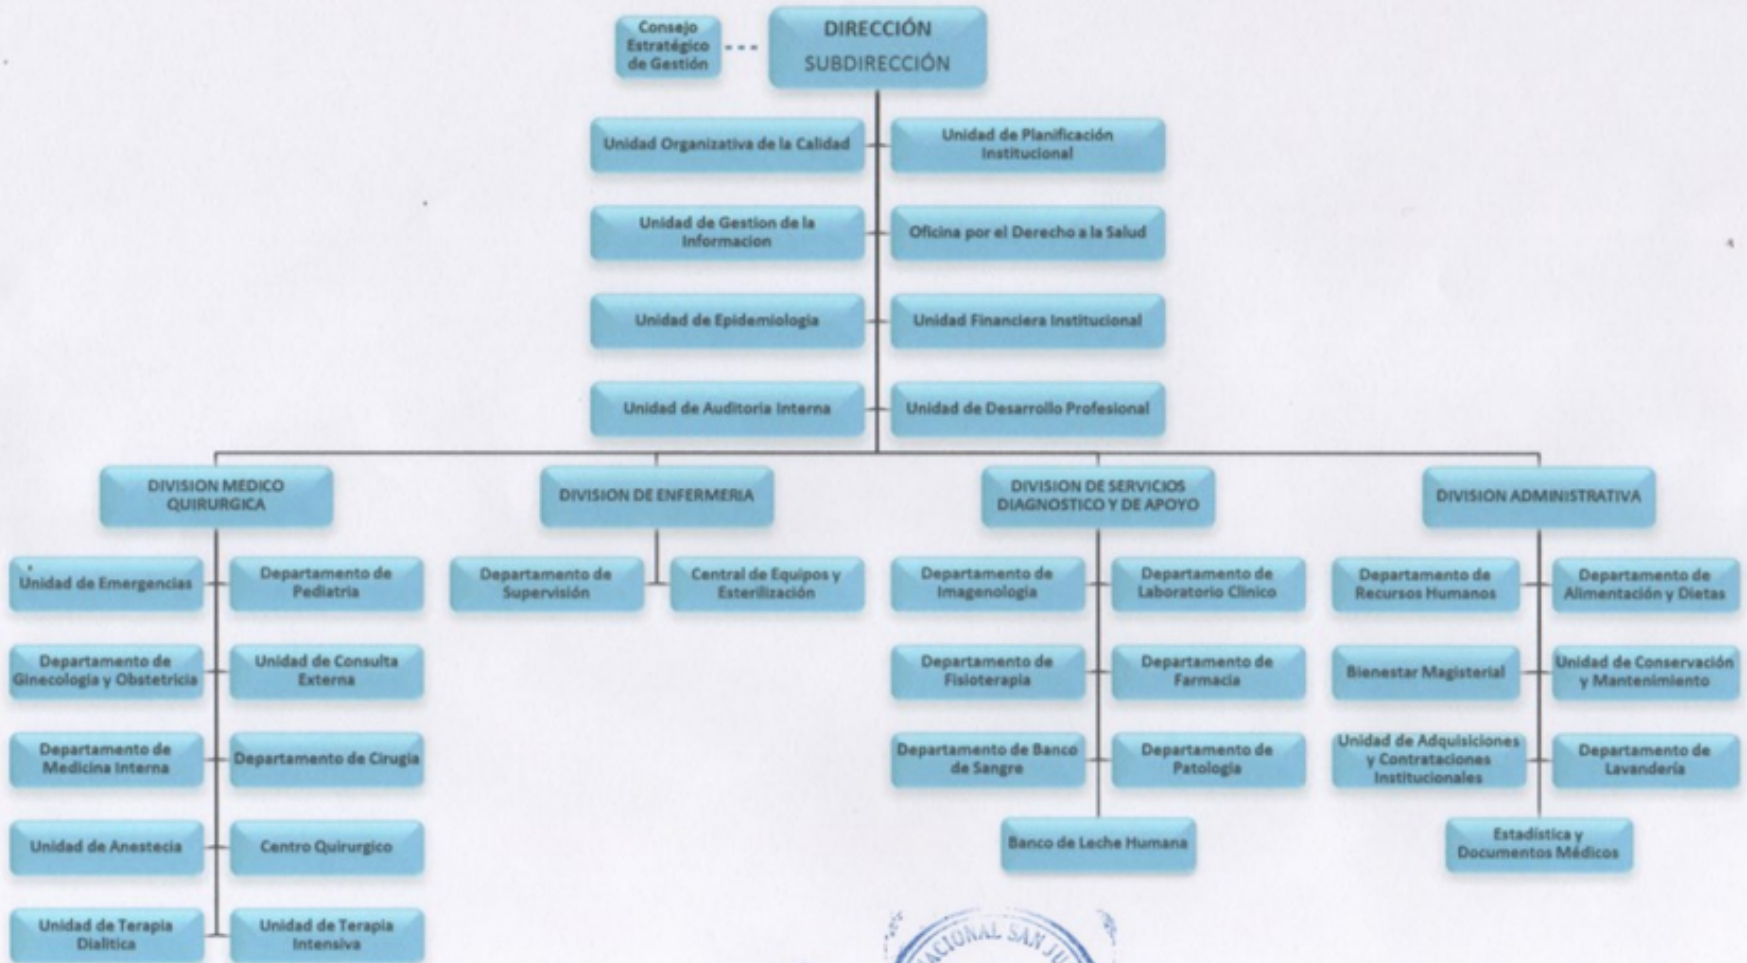 Consejo
Estratégico
de Gestión
DIRECCIÓN
SUBDIRECCIÓN
Unidad Organizativa de la Calidad
Unidad de Planificación
Institucional
Unidad de Gestion de la
Informacion
Oficina por el Derecho a la Salud
Unidad de Epidemiologia
Unidad Financiera Institucional
Unidad de Auditoria Interna
Unidad de Desarrollo Profesional
DIVISION MEDICO
QUIRURGICA
DIVISION DE ENFERMERIA
DIVISION DE SERVICIOS
DIAGNOSTICO Y DE APOYO
DIVISION ADMINISTRATIVA
Unidad de Emergencias
Departamento de
Pediatria
Departamento de
Supervisión
Central de Equipos y
Esterilización
Departamento de
Imagenologia
Departamento de
Laboratorio Clinico
Departamento de
Recursos Humanos
Departamento de
Alimentación y Dietas
Departamento de
Ginecologia y Obstetricia
Unidad de Consulta
Externa
Departamento de
Fisioterapia
Departamento de
Farmacia
Bienestar Magisterial
Unidad de Conservación
y Mantenimiento
Departamento de
Medicina Interna
Departamento de Cirugia
Departamento de Banco
de Sangre
Departamento de
Patologia
Unidad de Adquisiciones
y Contrataciones
Institucionales
Departamento de
Lavandería
Unidad de Anestecia
Centro Quirurgico
Banco de Leche Humana
Estadística y
Documentos Médicos
Unidad de Terapia
Dialitica
Unidad de Terapia
Intensiva
NACIONAL SAN